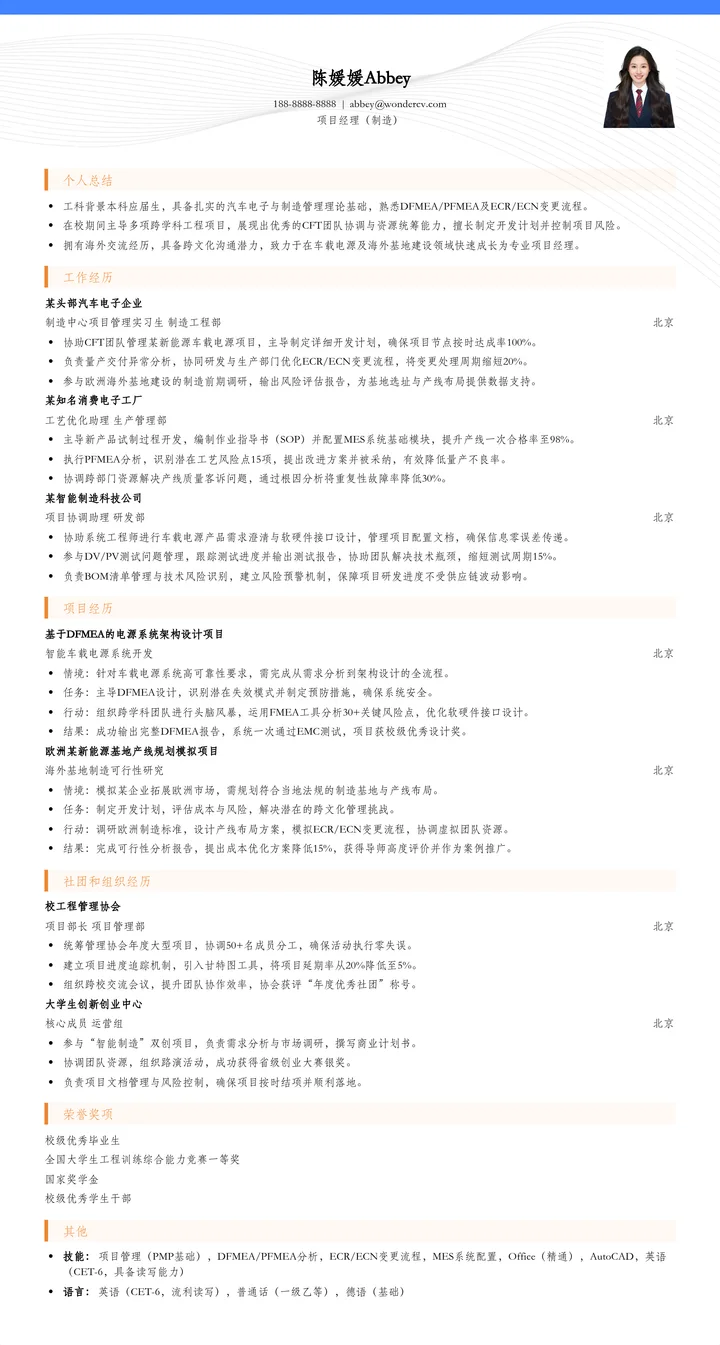 陈媛媛Abbey
188-8888-8888 | abbey@wondercv.com
项目经理（制造）
个人总结
• 工科背景本科应届生，具备扎实的汽车电子与制造管理理论基础，熟悉DFMEA/PFMEA及ECR/ECN变更流程。
• 在校期间主导多项跨学科工程项目，展现出优秀的CFT团队协调与资源统筹能力，擅长制定开发计划并控制项目风险。
• 拥有海外交流经历，具备跨文化沟通潜力，致力于在车载电源及海外基地建设领域快速成长为专业项目经理。
工作经历
某头部汽车电子企业
制造中心项目管理实习生 制造工程部 北京
• 协助CFT团队管理某新能源车载电源项目，主导制定详细开发计划，确保项目节点按时达成率100%。
• 负责量产交付异常分析，协同研发与生产部门优化ECR/ECN变更流程，将变更处理周期缩短20%。
• 参与欧洲海外基地建设的制造前期调研，输出风险评估报告，为基地选址与产线布局提供数据支持。
某知名消费电子工厂
工艺优化助理 生产管理部 北京
• 主导新产品试制过程开发，编制作业指导书（SOP）并配置MES系统基础模块，提升产线一次合格率至98%。
• 执行PFMEA分析，识别潜在工艺风险点15项，提出改进方案并被采纳，有效降低量产不良率。
• 协调跨部门资源解决产线质量客诉问题，通过根因分析将重复性故障率降低30%。
某智能制造科技公司
项目协调助理 研发部 北京
• 协助系统工程师进行车载电源产品需求澄清与软硬件接口设计，管理项目配置文档，确保信息零误差传递。
• 参与DV/PV测试问题管理，跟踪测试进度并输出测试报告，协助团队解决技术瓶颈，缩短测试周期15%。
• 负责BOM清单管理与技术风险识别，建立风险预警机制，保障项目研发进度不受供应链波动影响。
项目经历
基于DFMEA的电源系统架构设计项目
智能车载电源系统开发 北京
• 情境：针对车载电源系统高可靠性要求，需完成从需求分析到架构设计的全流程。
• 任务：主导DFMEA设计，识别潜在失效模式并制定预防措施，确保系统安全。
• 行动：组织跨学科团队进行头脑风暴，运用FMEA工具分析30+关键风险点，优化软硬件接口设计。
• 结果：成功输出完整DFMEA报告，系统一次通过EMC测试，项目获校级优秀设计奖。
欧洲某新能源基地产线规划模拟项目
海外基地制造可行性研究 北京
• 情境：模拟某企业拓展欧洲市场，需规划符合当地法规的制造基地与产线布局。
• 任务：制定开发计划，评估成本与风险，解决潜在的跨文化管理挑战。
• 行动：调研欧洲制造标准，设计产线布局方案，模拟ECR/ECN变更流程，协调虚拟团队资源。
• 结果：完成可行性分析报告，提出成本优化方案降低15%，获得导师高度评价并作为案例推广。
社团和组织经历
校工程管理协会
项目部长 项目管理部 北京
• 统筹管理协会年度大型项目，协调50+名成员分工，确保活动执行零失误。
• 建立项目进度追踪机制，引入甘特图工具，将项目延期率从20%降低至5%。
• 组织跨校交流会议，提升团队协作效率，协会获评“年度优秀社团”称号。
大学生创新创业中心
核心成员 运营组 北京
• 参与“智能制造”双创项目，负责需求分析与市场调研，撰写商业计划书。
• 协调团队资源，组织路演活动，成功获得省级创业大赛银奖。
• 负责项目文档管理与风险控制，确保项目按时结项并顺利落地。
荣誉奖项
校级优秀毕业生
全国大学生工程训练综合能力竞赛一等奖
国家奖学金
校级优秀学生干部
其他
• 技能： 项目管理（PMP基础），DFMEA/PFMEA分析，ECR/ECN变更流程，MES系统配置，Office（精通），AutoCAD，英语
（CET-6，具备读写能力）
• 语言： 英语（CET-6，流利读写），普通话（一级乙等），德语（基础）